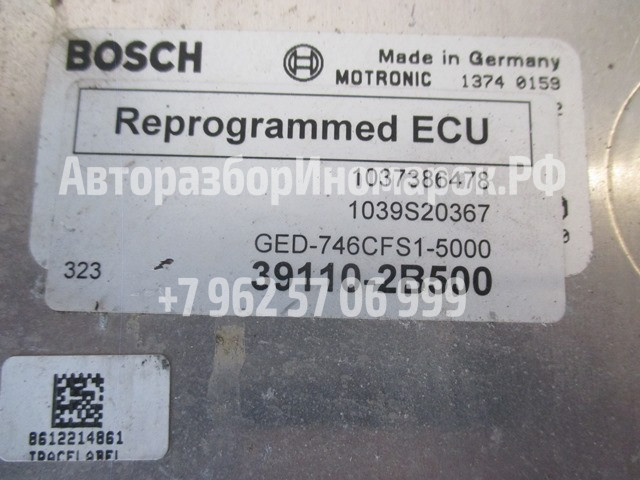 BOSCH
Made in Germany
MOTRONIC 1374 0159
Reprogrammed ECU
1037386478
АвторазборИномарок.РФ
1039S20367
GED-746CFS1-5000
323 39110-2B500
+7 962 57 06 999
8612214861
TRACELABEL